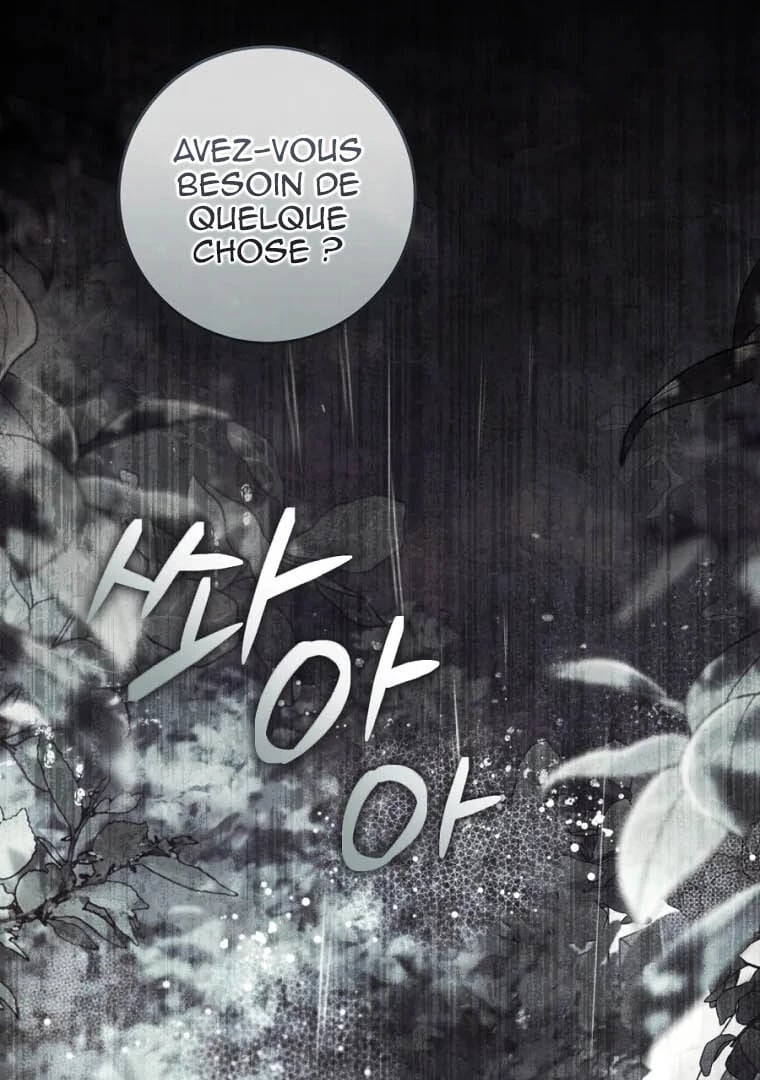 AVEZ-VOUS
BESOIN DE
QUELQUE
CHOSE ?
쏴
아
아